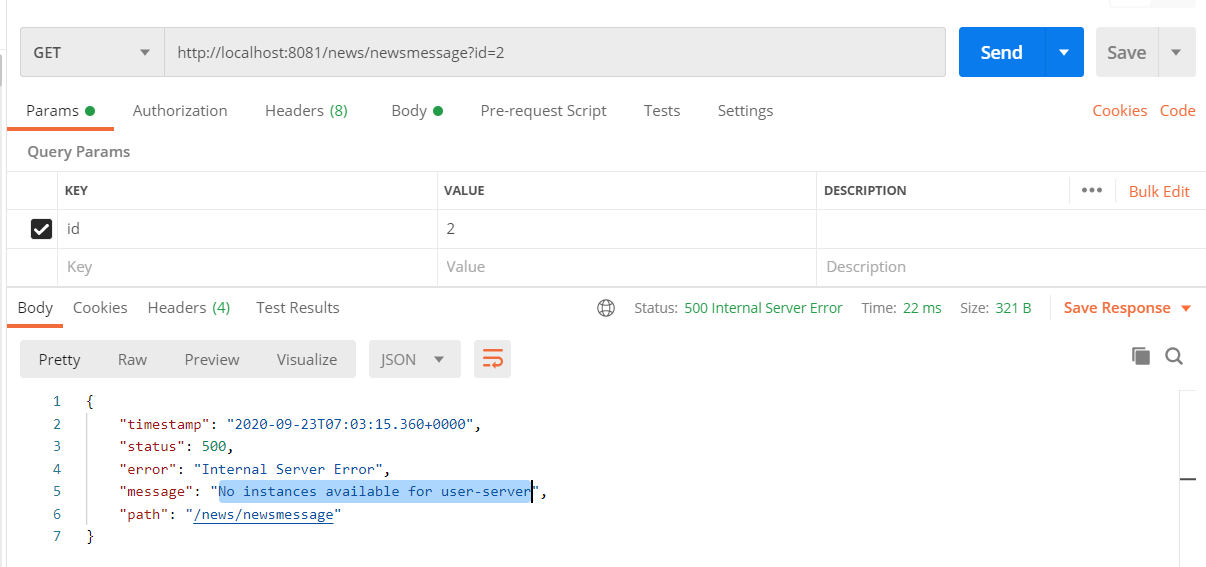 GET http://localhost:8081/news/newsmessage?id=2 Send Save
Params Authorization Headers (8) Body Pre-request Script Tests Settings Cookies Code
Query Params
KEY VALUE DESCRIPTION ••• Bulk Edit
id 2
Key Value Description
Body Cookies Headers (4) Test Results Status: 500 Internal Server Error Time: 22 ms Size: 321 B Save Response
Pretty Raw Preview Visualize JSON
1 {
2 "timestamp": "2020-09-23T07:03:15.360+0000",
3 "status": 500,
4 "error": "Internal Server Error",
5 "message": "No instances available for user-server",
6 "path": "/news/newsmessage"
7 }